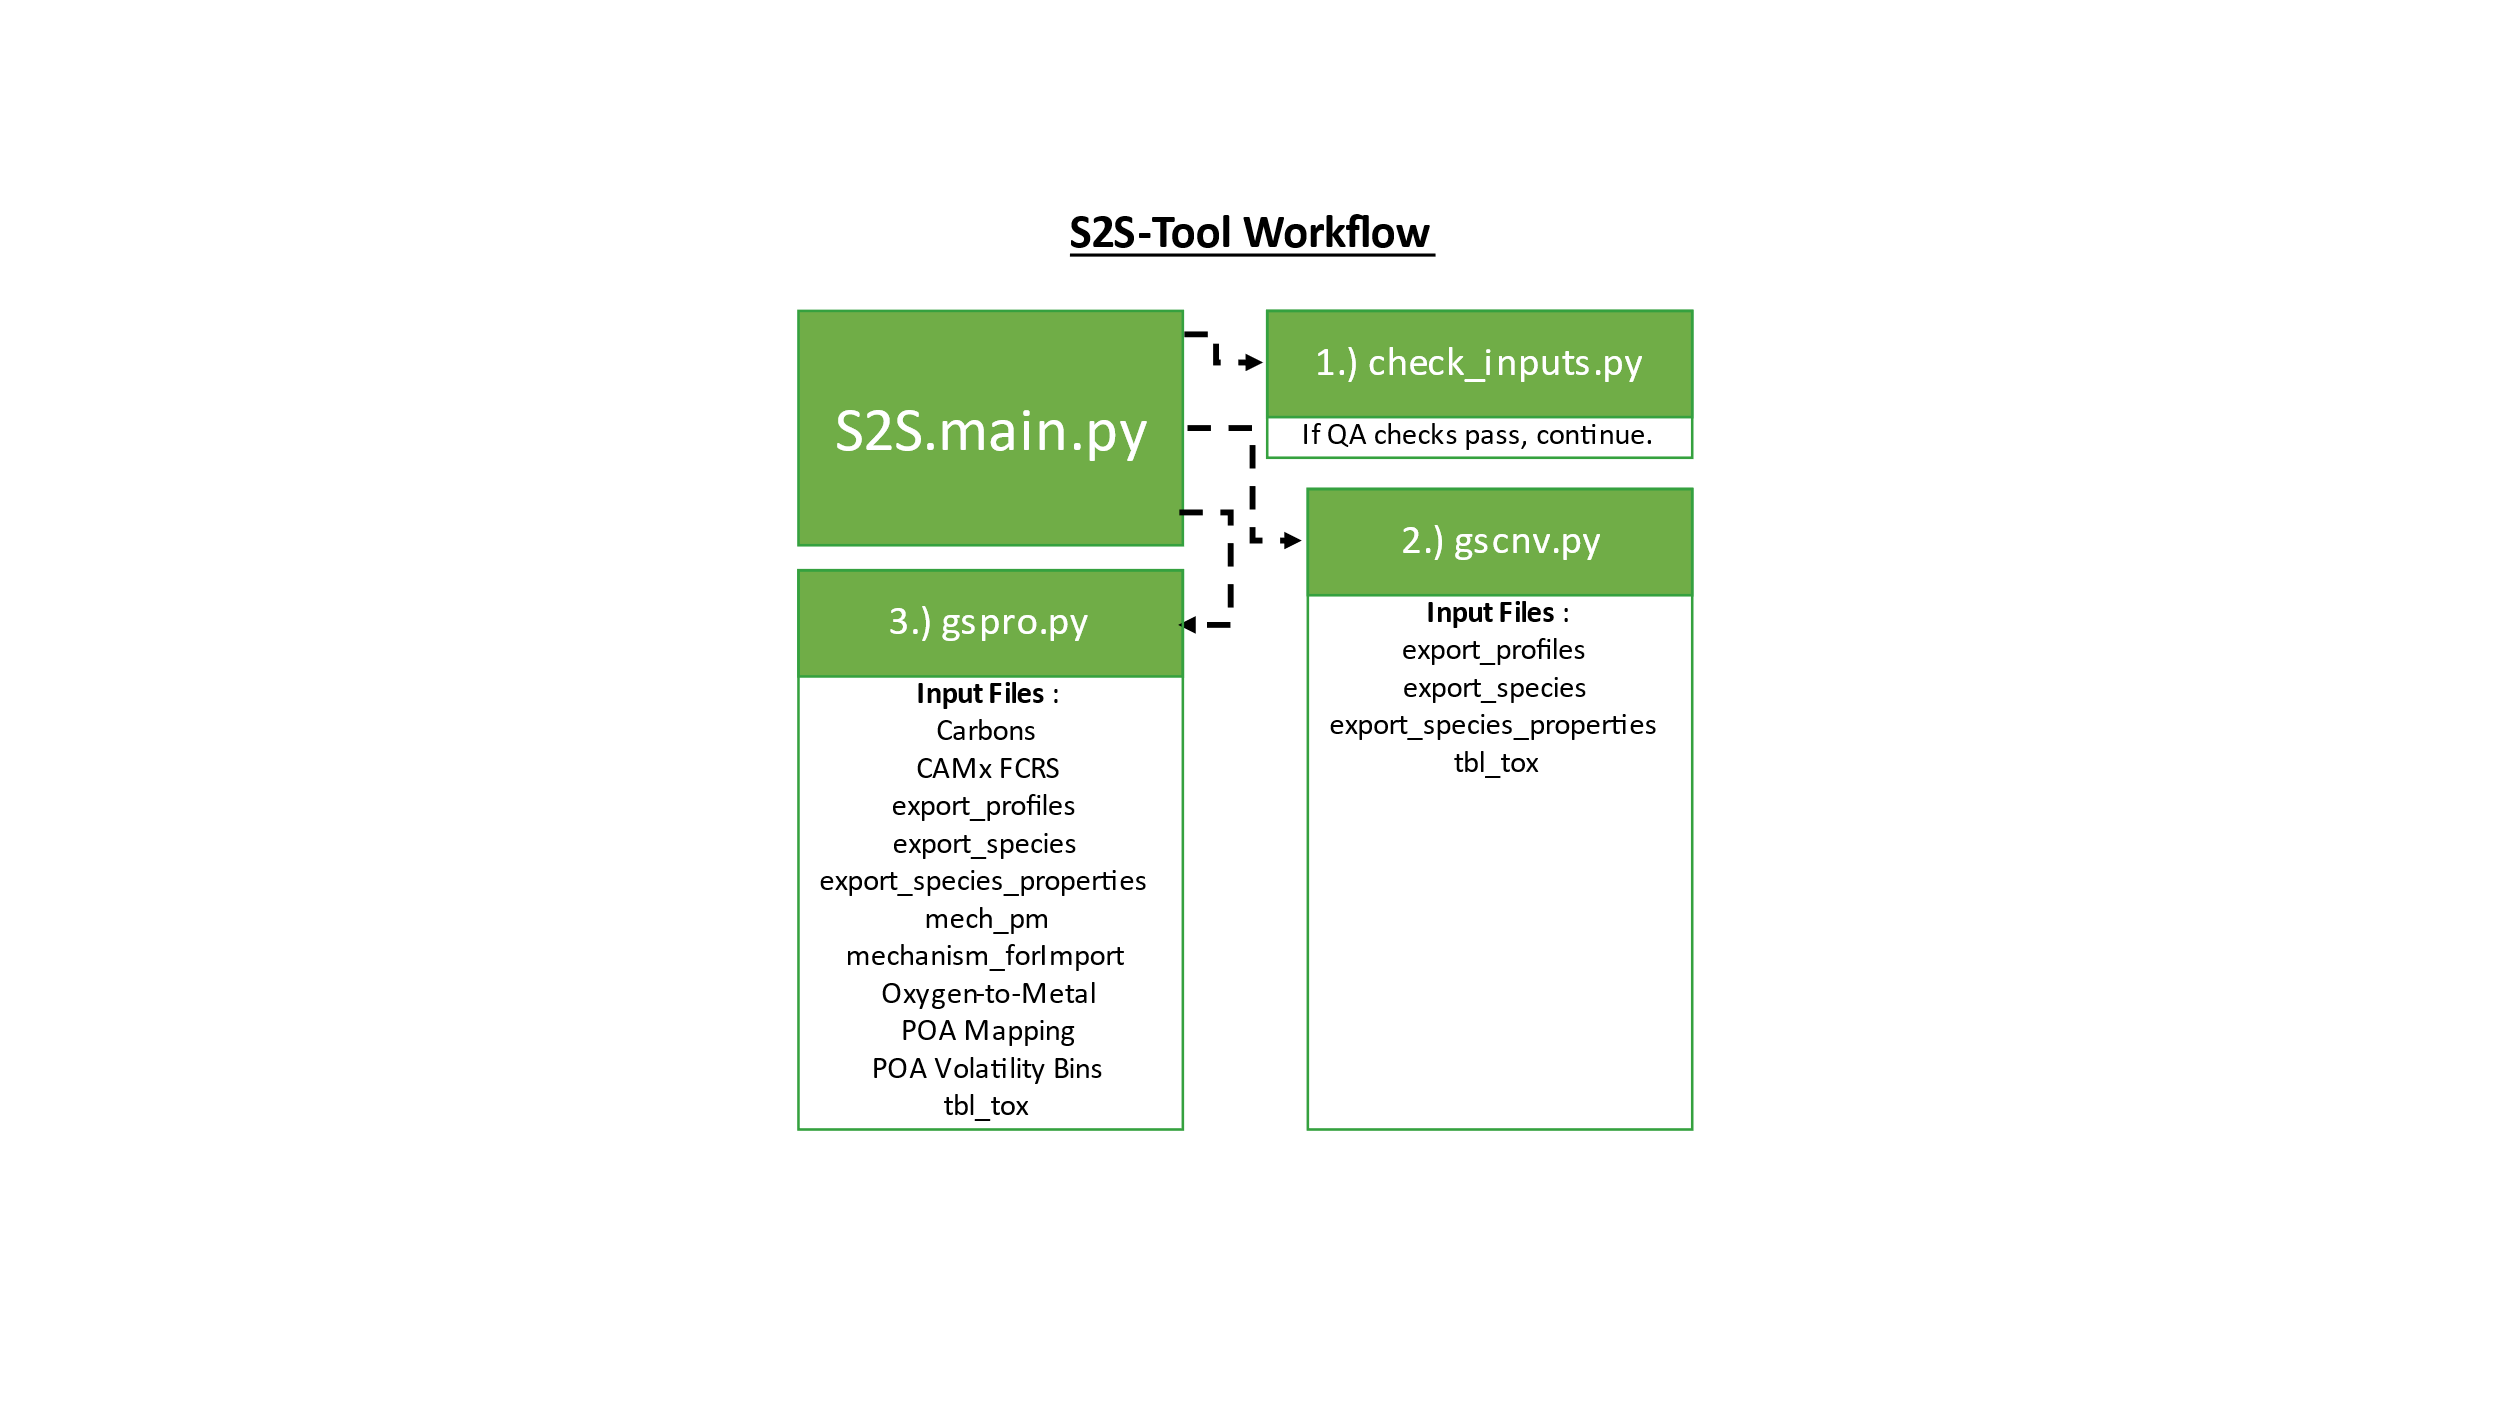 S2S-Tool Workflow
S2S.main.py
1.) check_inputs.py
If QA checks pass, continue.
2.) gscnv.py
Input Files :
export_profiles
export_species
export_species_properties
tbl_tox
3.) gspro.py
Input Files :
Carbons
CAMx FCRS
export_profiles
export_species
export_species_properties
mech_pm
mechanism_forImport
Oxygen-to-Metal
POA Mapping
POA Volatility Bins
tbl_tox